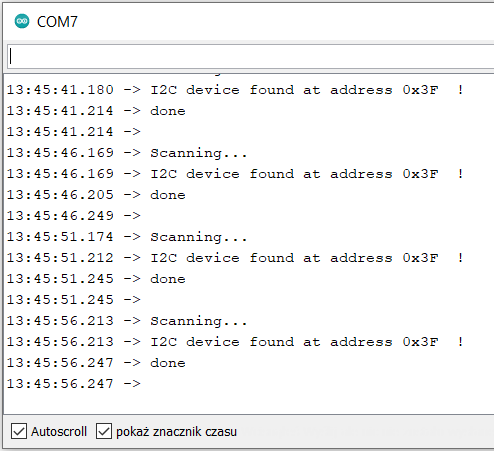 COM7
13:45:41.180 -> I2C device found at address 0x3F  !
13:45:41.214 -> done
13:45:41.214 ->
13:45:46.169 -> Scanning...
13:45:46.169 -> I2C device found at address 0x3F  !
13:45:46.205 -> done
13:45:46.249 ->
13:45:51.174 -> Scanning...
13:45:51.212 -> I2C device found at address 0x3F  !
13:45:51.245 -> done
13:45:51.245 ->
13:45:56.213 -> Scanning...
13:45:56.213 -> I2C device found at address 0x3F  !
13:45:56.247 -> done
13:45:56.247 ->
Autoscroll pokaż znacznik czasu